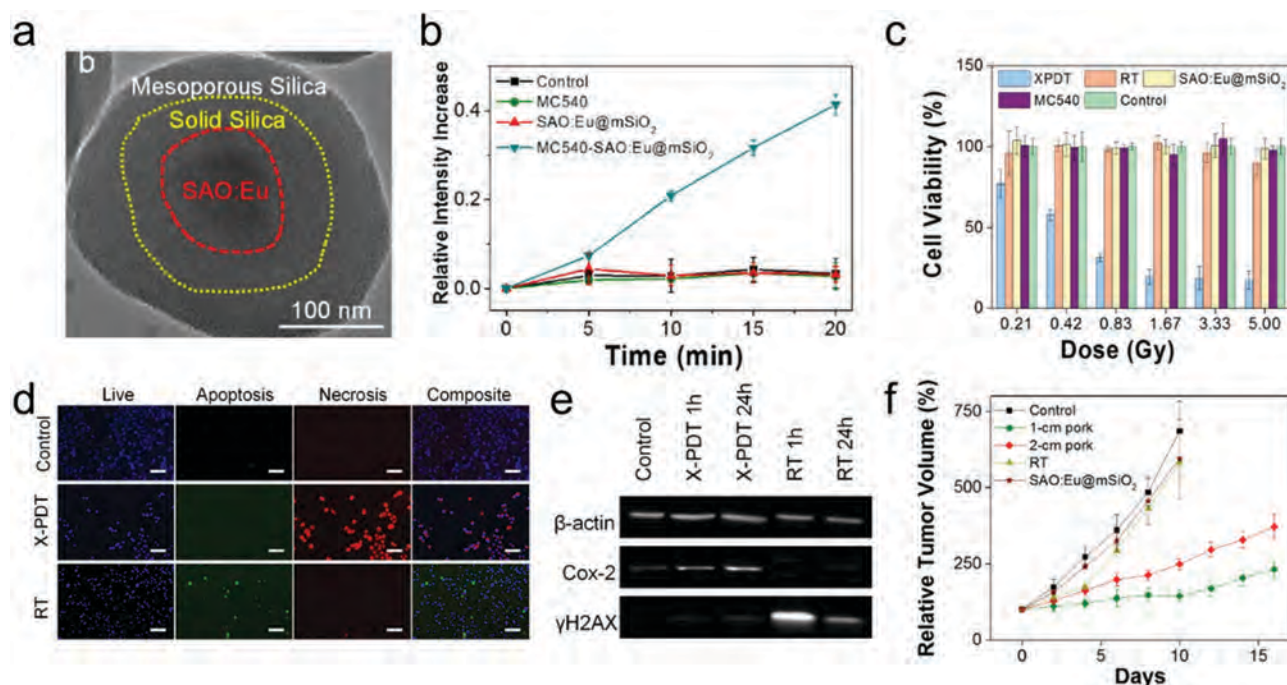 a
b
Mesoporous Silica
Solid Silica
SAO:Eu
100 nm
b
Relative Intensity Increase
0.4
0.2
0.0
Control
MC540
SAO:Eu@mSiO₂
MC540-SAO:Eu@mSiO₂
0 5 10 15 20
Time (min)
c
Cell Viability (%)
150
100
50
0
XPDT RT SAO:Eu@mSiO₂
MC540 Control
0.21 0.42 0.83 1.67 3.33 5.00
Dose (Gy)
d
Live Apoptosis Necrosis Composite
Control
X-PDT
RT
e
Control
X-PDT 1h
X-PDT 24h
RT 1h
RT 24h
β-actin
Cox-2
γH2AX
f
Relative Tumor Volume (%)
750
500
250
0
Control
1-cm pork
2-cm pork
RT
SAO:Eu@mSiO₂
0 5 10 15
Days